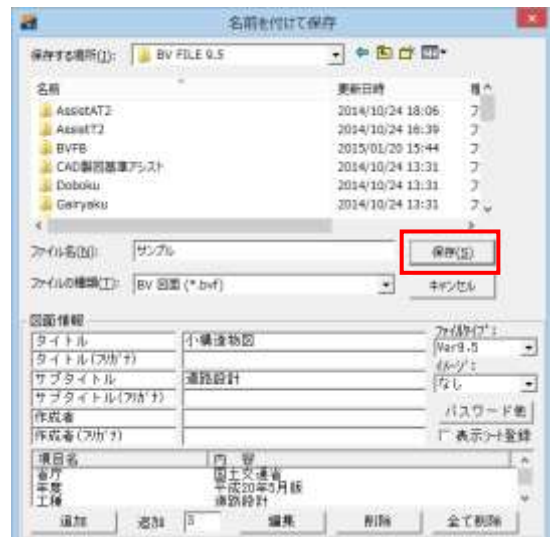 名前を付けて保存
保存する場所(I): BV FILE 9.5
名前 更新日時 種
AssistAT2 2014/10/24 18:06 フ
AssistT2 2014/10/24 16:39 フ
BVFB 2015/01/20 15:44 フ
CAD製図基準アシスト 2014/10/24 13:31 フ
Doboku 2014/10/24 13:31 フ
Gairyaku 2014/10/24 13:31 フ
ファイル名(N): サンプル 保存(S)
ファイルの種類(T): BV 図面 (*.bvf) キャンセル
図面情報
タイトル 小構造物図 ファイルタイプ:
タイトル(フリガナ) Ver9.5
サブタイトル 道路設計 イメージ:
サブタイトル(フリガナ) なし
作成者 パスワード他
作成者(フリガナ) 表示シート登録
項目名 内 容
省庁 国土交通省
年度 平成20年5月版
工種 道路設計
追加 追加 3 編集 削除 全て削除